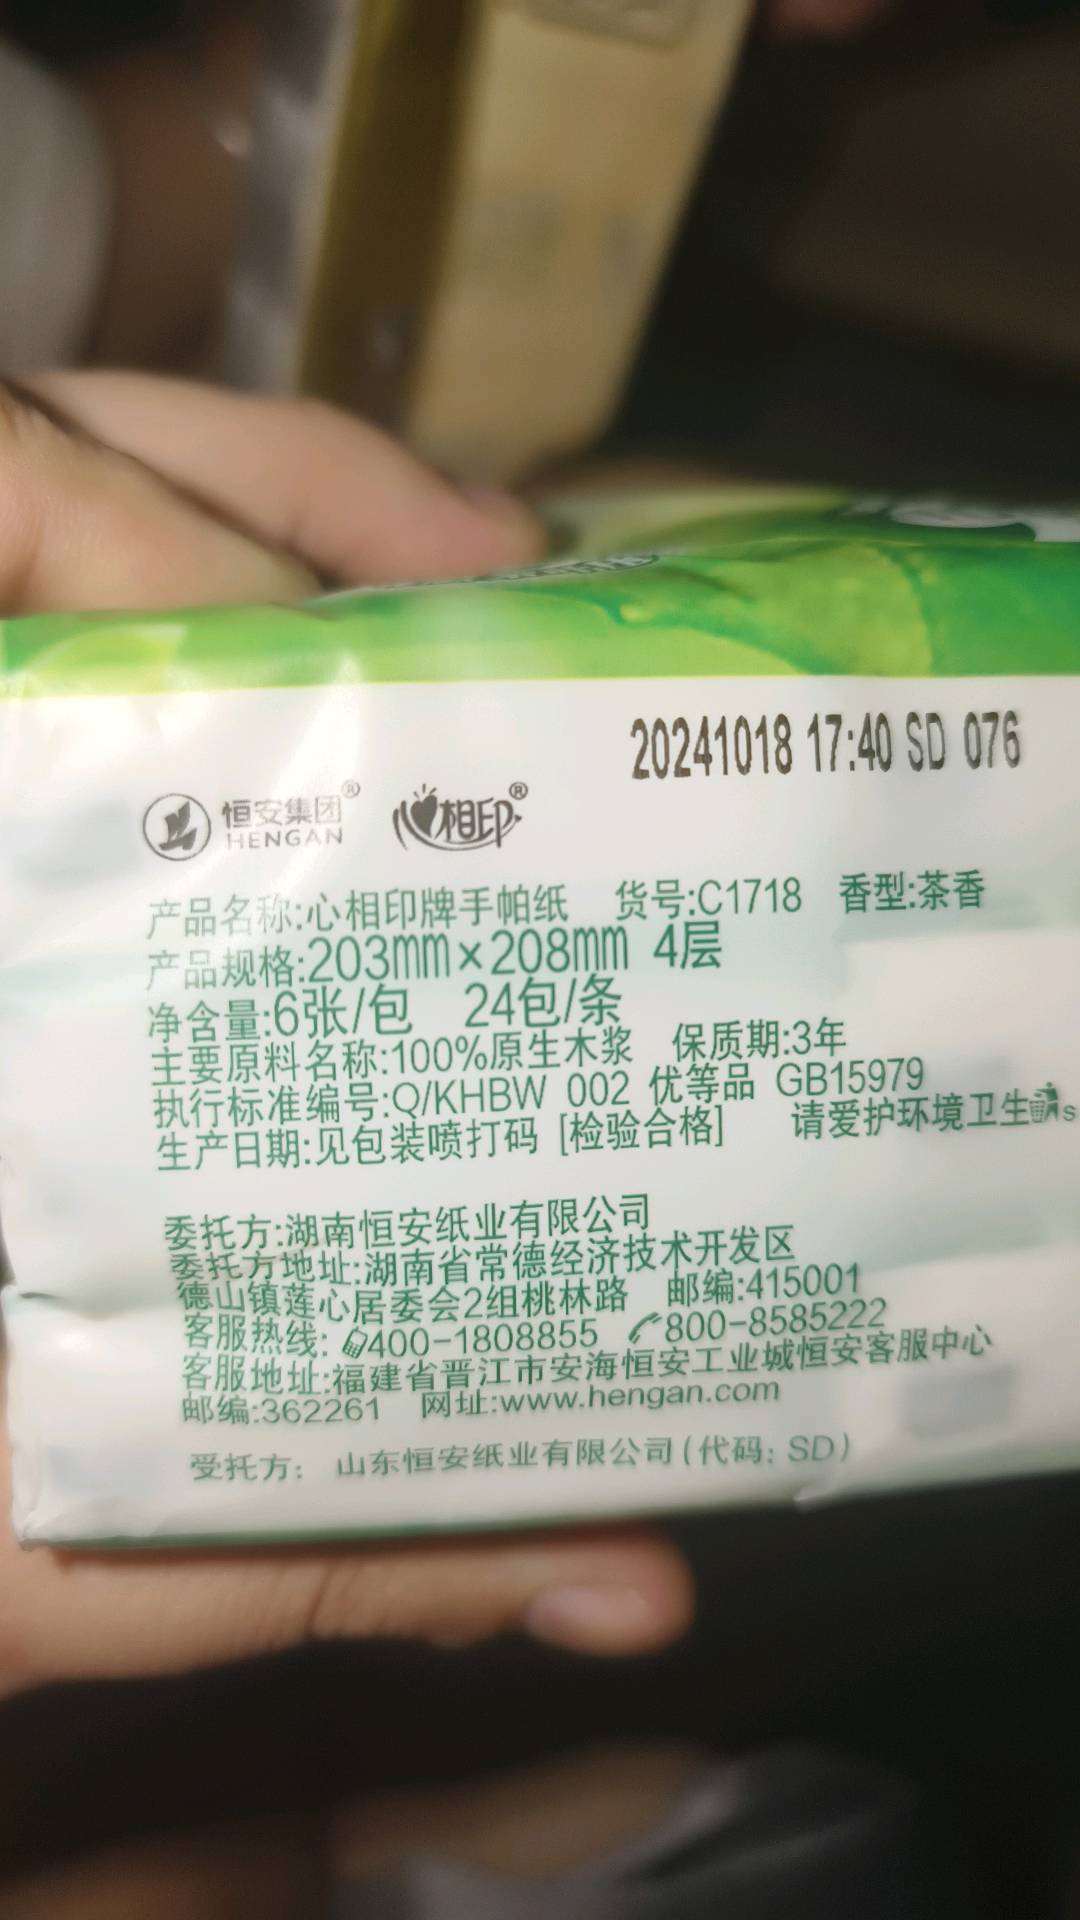 20241018 17:40 SD 076
恒安集团® 心相印®
HENGAN
产品名称:心相印牌手帕纸 货号:C1718 香型:茶香
产品规格:203mm×208mm 4层
净含量:6张/包 24包/条
主要原料名称:100%原生木浆 保质期:3年
执行标准编号:Q/KHBW 002 优等品 GB15979
生产日期:见包装喷打码 [检验合格] 请爱护环境卫生
委托方:湖南恒安纸业有限公司
委托方地址:湖南省常德经济技术开发区
德山镇莲心居委会2组桃林路 邮编:415001
客服热线:400-1808855 800-8585222
客服地址:福建省晋江市安海恒安工业城恒安客服中心
邮编:362261 网址:www.hengan.com
受托方: 山东恒安纸业有限公司(代码: SD)